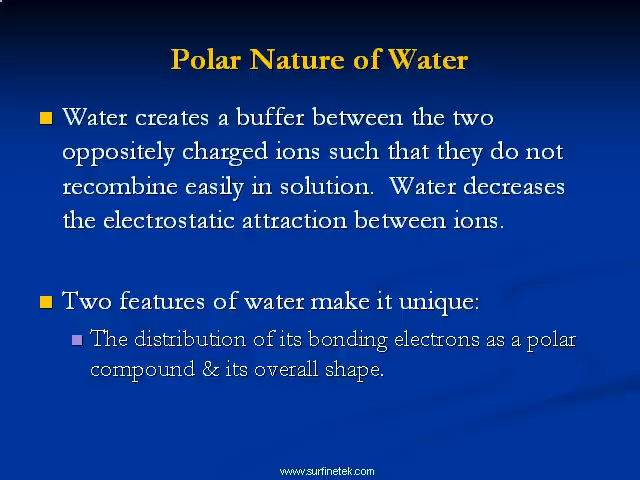 Polar Nature of Water
Water creates a buffer between the two
oppositely charged ions such that they do not
recombine easily in solution.  Water decreases
the electrostatic attraction between ions.
Two features of water make it unique:
The distribution of its bonding electrons as a polar
compound & its overall shape.
www.surfinetek.com